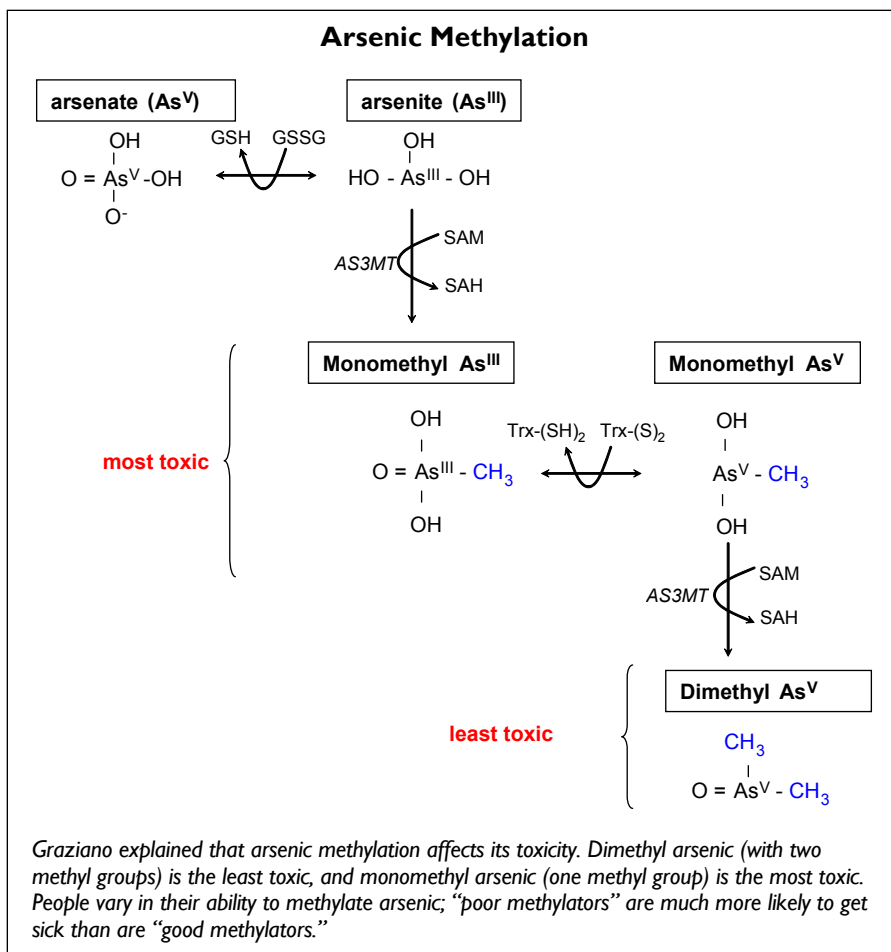 Arsenic Methylation
arsenate (Asⱽ)
arsenite (Asᴵᴵᴵ)
OH
O = Asⱽ -OH
O⁻
GSH
GSSG
OH
HO - Asᴵᴵᴵ - OH
AS3MT
SAM
SAH
Monomethyl Asᴵᴵᴵ
Monomethyl Asⱽ
most toxic
OH
O = Asᴵᴵᴵ - CH₃
OH
Trx-(SH)₂
Trx-(S)₂
OH
Asⱽ - CH₃
OH
AS3MT
SAM
SAH
Dimethyl Asⱽ
least toxic
CH₃
O = Asⱽ - CH₃
Graziano explained that arsenic methylation affects its toxicity. Dimethyl arsenic (with two
methyl groups) is the least toxic, and monomethyl arsenic (one methyl group) is the most toxic.
People vary in their ability to methylate arsenic; “poor methylators” are much more likely to get
sick than are “good methylators.”